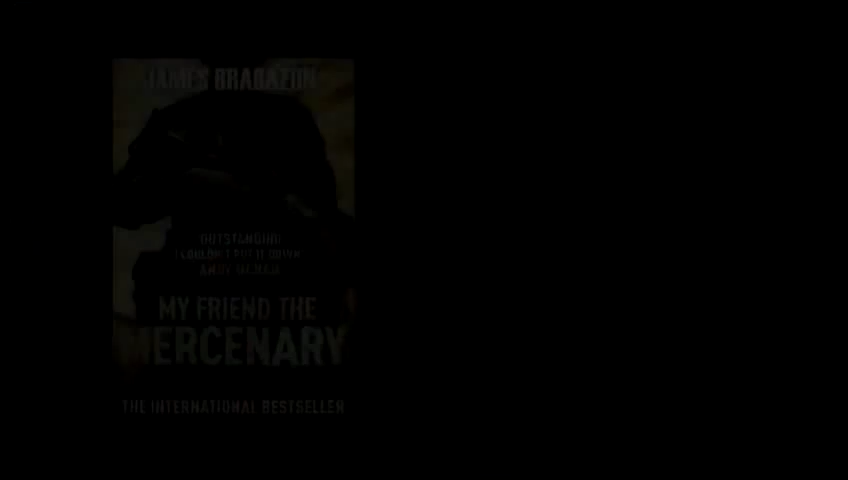 JAMES BRABAZON
OUTSTANDING!
I COULDN'T PUT IT DOWN
ANDY MCNAB
MY FRIEND THE
MERCENARY
THE INTERNATIONAL BESTSELLER